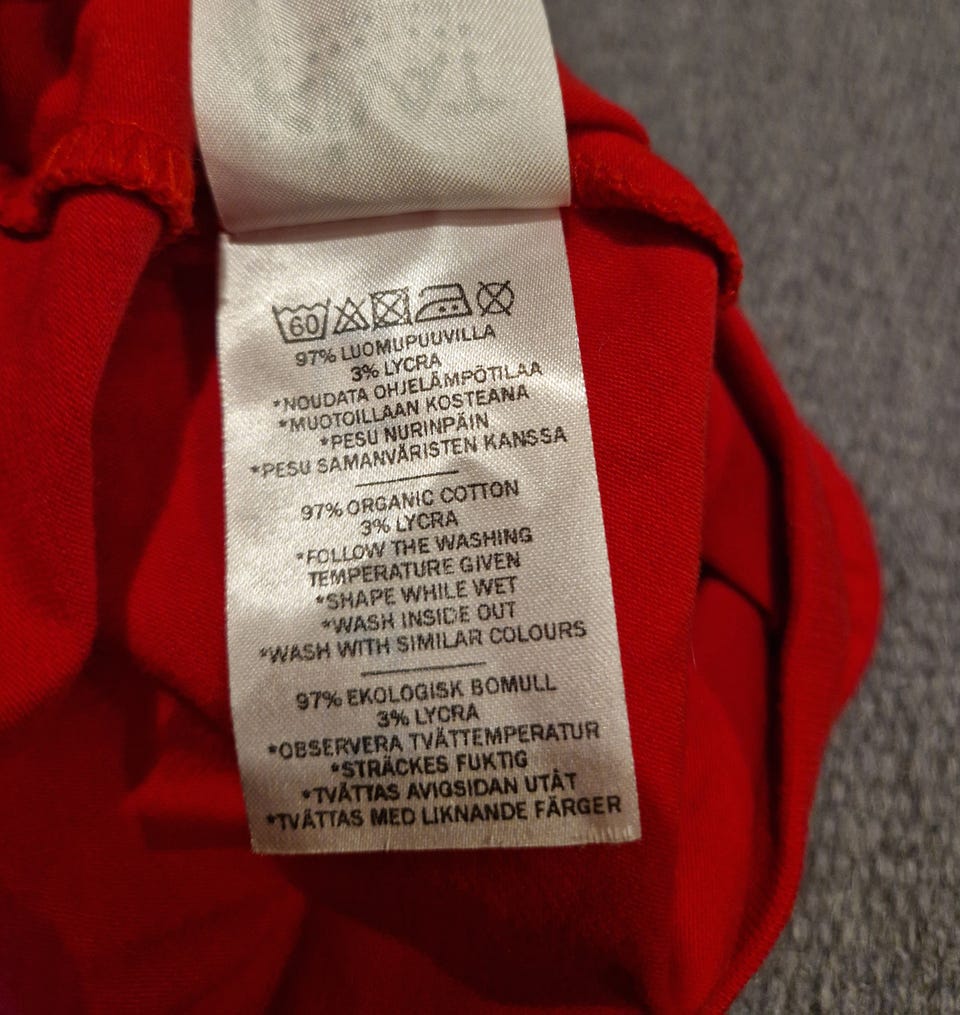 60
97% LUOMUPUUVILLA
3% LYCRA
*NOUDATA OHJELÄMPÖTILAA
*MUOTOILLAAN KOSTEANA
*PESU NURINPÄIN
*PESU SAMANVÄRISTEN KANSSA
97% ORGANIC COTTON
3% LYCRA
*FOLLOW THE WASHING
TEMPERATURE GIVEN
*SHAPE WHILE WET
*WASH INSIDE OUT
*WASH WITH SIMILAR COLOURS
97% EKOLOGISK BOMULL
3% LYCRA
*OBSERVERA TVÄTTEMPERATUR
*STRÄCKES FUKTIG
*TVÄTTAS AVIGSIDAN UTÅT
*TVÄTTAS MED LIKNANDE FÄRGER